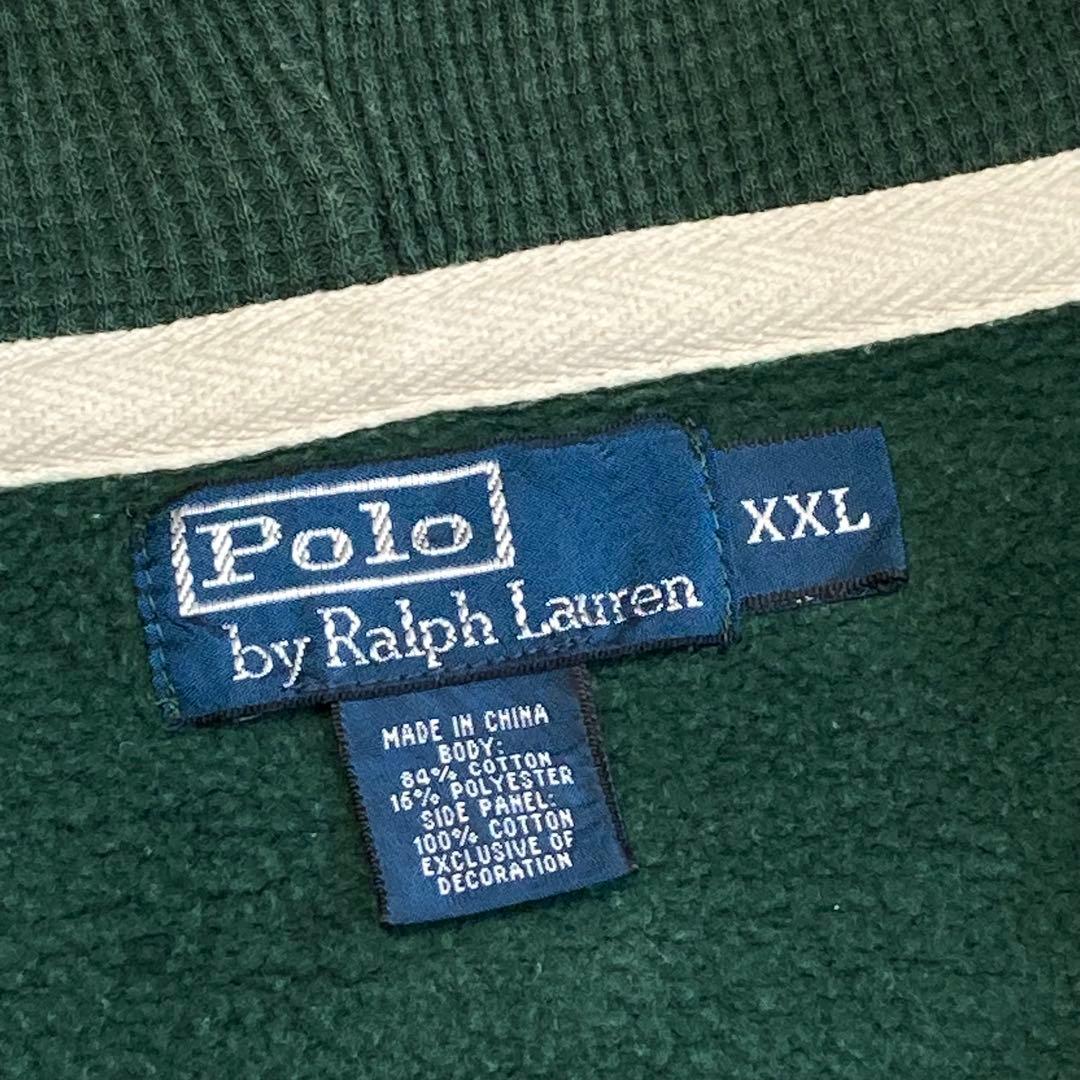 Polo
by Ralph Lauren
XXL
MADE IN CHINA
BODY:
84% COTTON
16% POLYESTER
SIDE PANEL:
100% COTTON
EXCLUSIVE OF
DECORATION